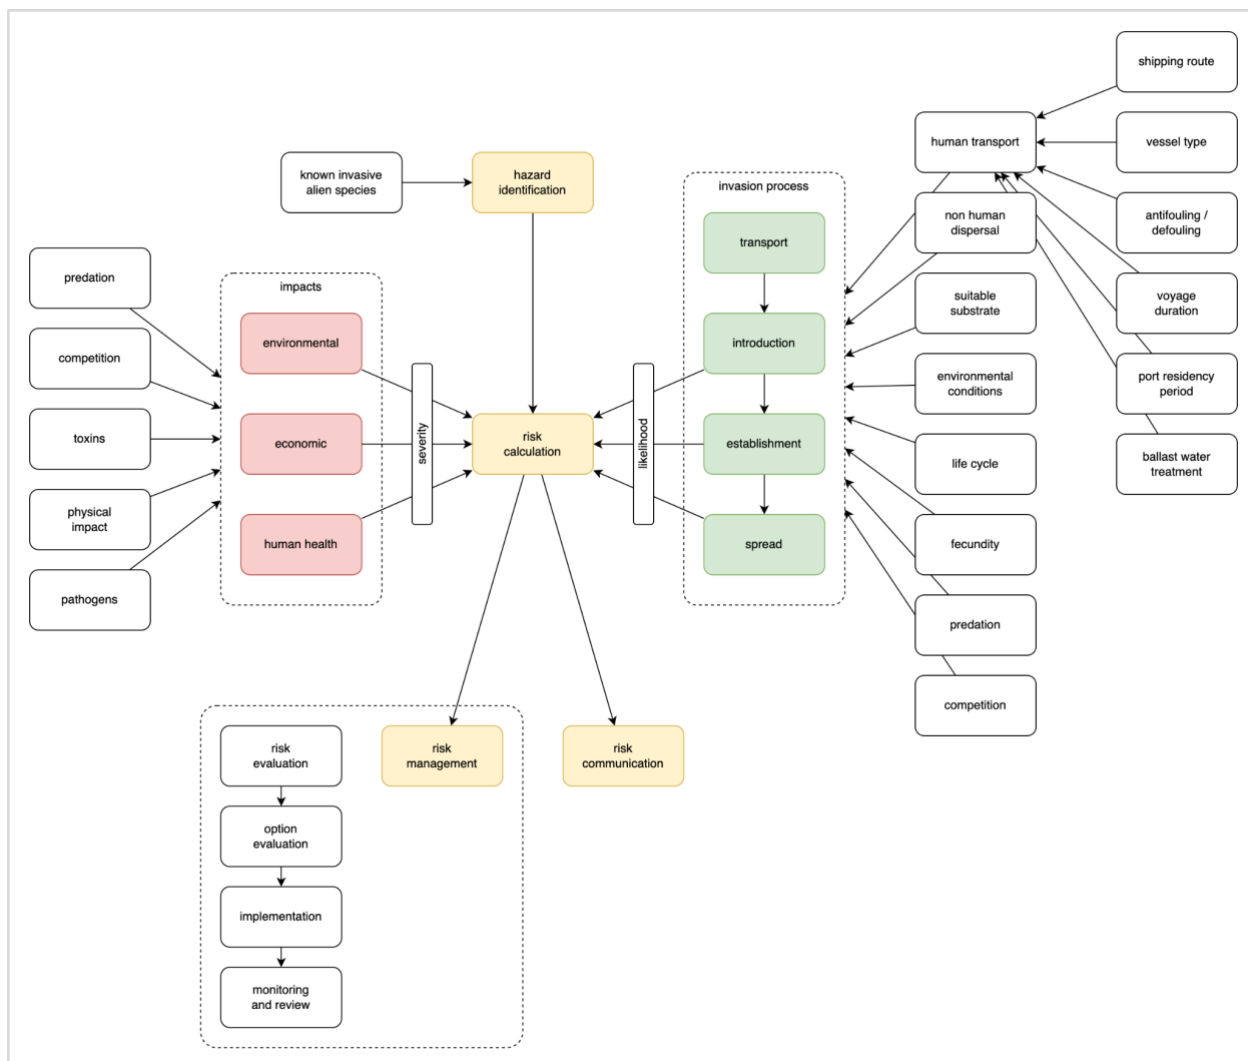 shipping route
human transport
vessel type
known invasive
alien species
hazard
identification
invasion process
non human
dispersal
antifouling /
defouling
transport
predation
impacts
suitable
substrate
voyage
duration
environmental
introduction
competition
environmental
conditions
port residency
period
toxins
economic
severity
risk
calculation
likelihood
establishment
life cycle
ballast water
treatment
physical
impact
human health
spread
fecundity
pathogens
predation
competition
risk
evaluation
risk
management
risk
communication
option
evaluation
implementation
monitoring
and review